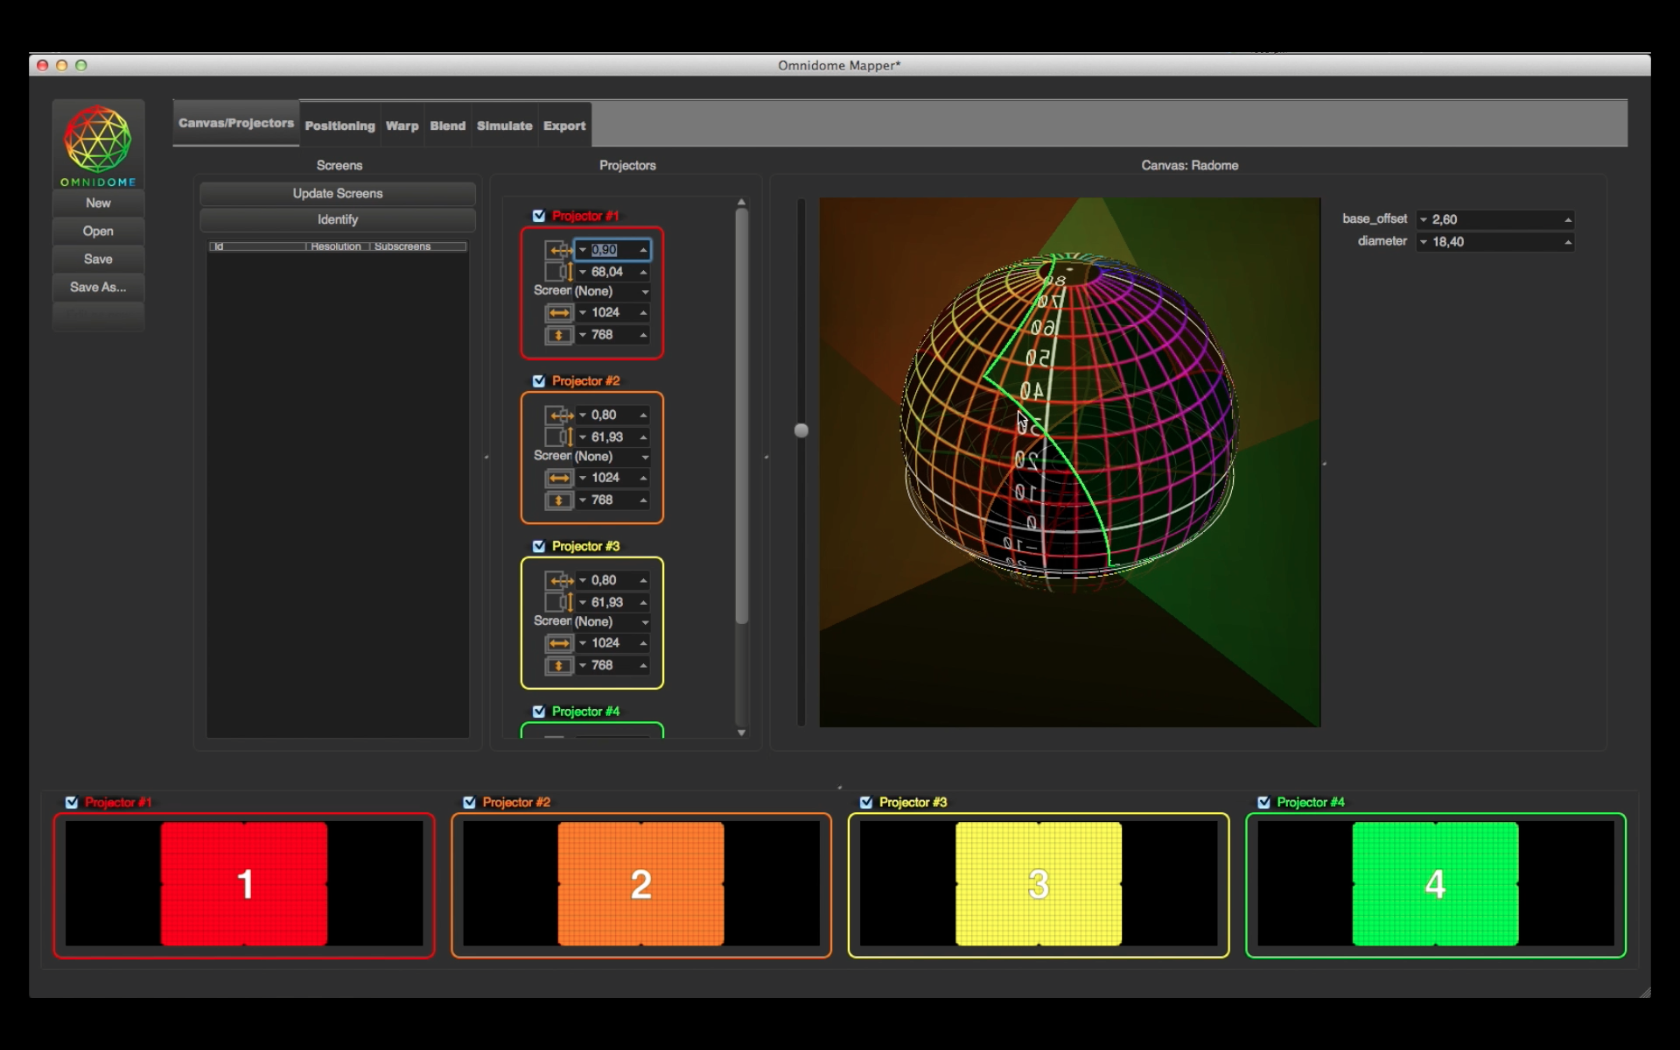 Omnidome Mapper*
OMNIDOME
New
Open
Save
Save As...
Canvas/Projectors Positioning Warp Blend Simulate Export
Screens
Update Screens
Identify
Id Resolution Subscreens
Projectors
Projector #1
0,90
68,04
Screen (None)
1024
768
Projector #2
0,80
61,93
Screen (None)
1024
768
Projector #3
0,80
61,93
Screen (None)
1024
768
Projector #4
Canvas: Radome
70
60
50
40
20
10
0
-10
base_offset 2,60
diameter 18,40
Projector #1
1
Projector #2
2
Projector #3
3
Projector #4
4